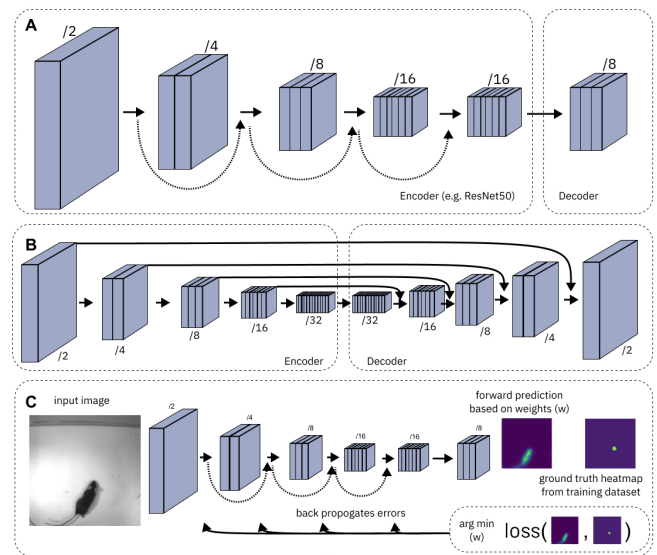 A
/2
/4
/8
/16
/16
/8
Encoder (e.g. ResNet50)
Decoder
B
/2
/4
/8
/16
/32
/32
/16
/8
/4
/2
Encoder
Decoder
C
input image
/2
/4
/8
/16
/16
/8
forward prediction
based on weights (w)
ground truth heatmap
from training dataset
back propogates errors
arg min
(w)
loss( , )